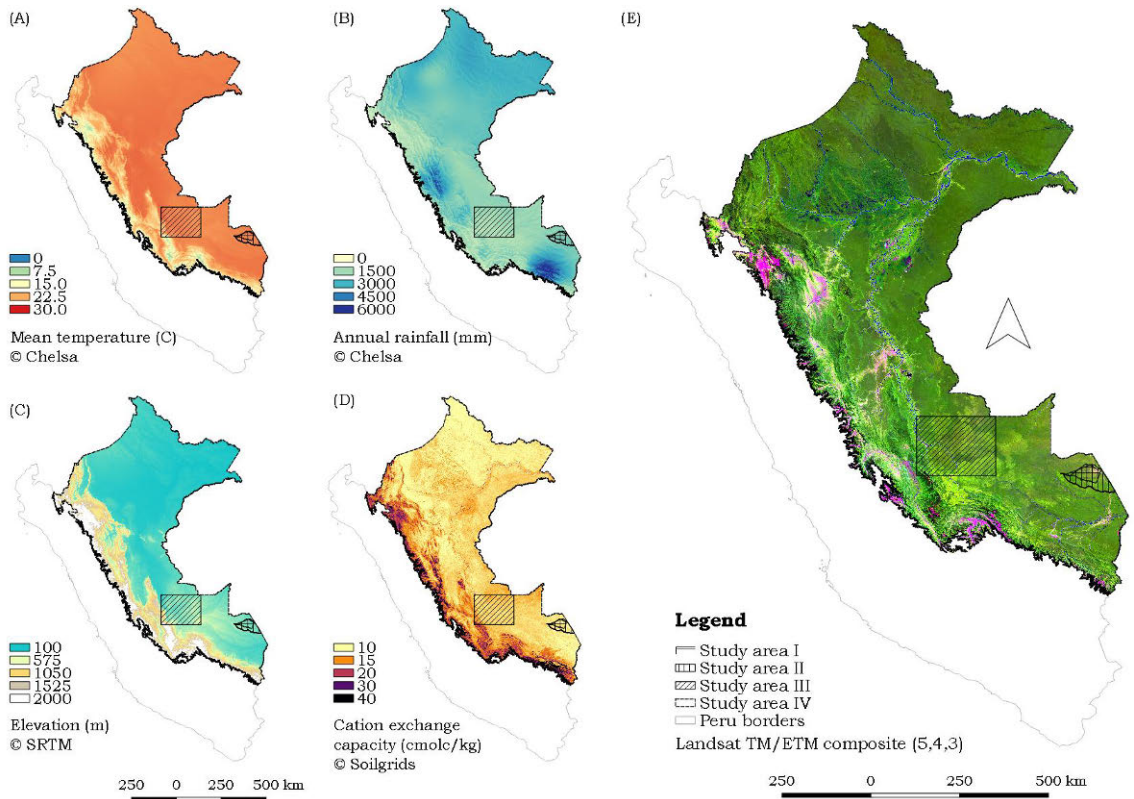 (A)
0
7.5
15.0
22.5
30.0
Mean temperature (C)
© Chelsa
(B)
0
1500
3000
4500
6000
Annual rainfall (mm)
© Chelsa
(C)
100
575
1050
1525
2000
Elevation (m)
© SRTM
(D)
10
15
20
30
40
Cation exchange
capacity (cmolc/kg)
© Soilgrids
250 0 250 500 km
(E)
Legend
Study area I
Study area II
Study area III
Study area IV
Peru borders
Landsat TM/ETM composite (5,4,3)
250 0 250 500 km